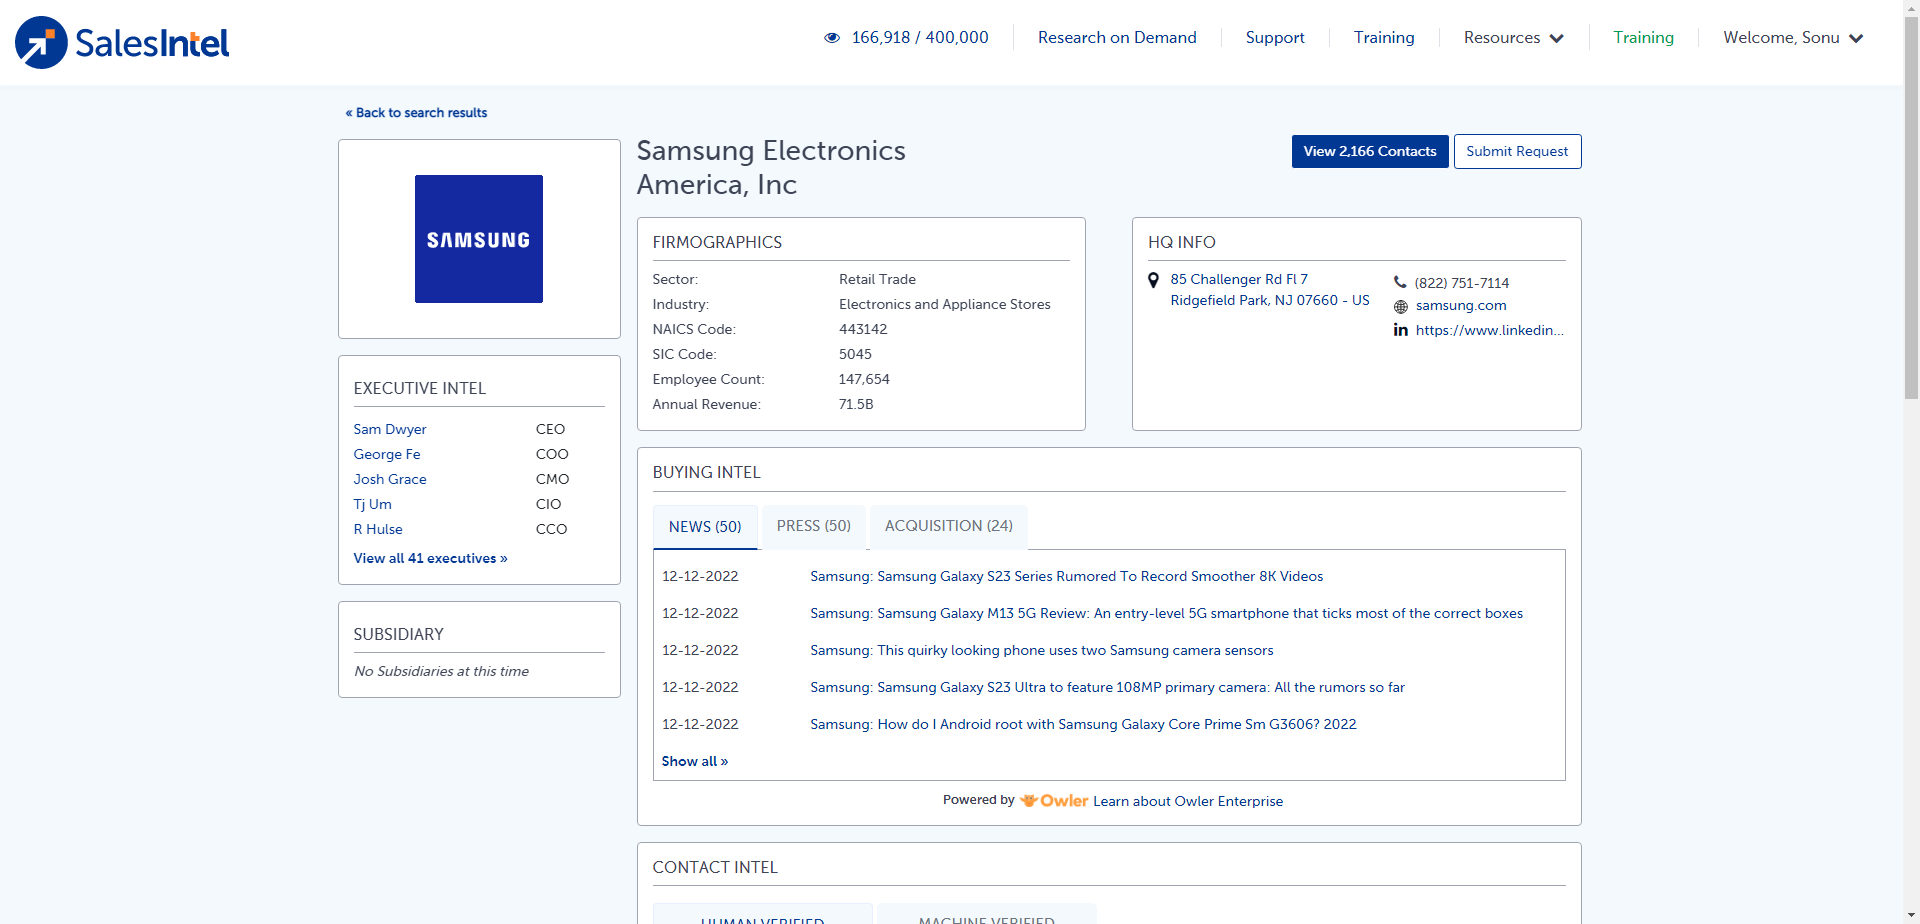 SalesIntel
166,918 / 400,000
Research on Demand
Support
Training
Resources
Training
Welcome, Sonu
« Back to search results
SAMSUNG
Samsung Electronics
America, Inc
View 2,166 Contacts
Submit Request
EXECUTIVE INTEL
Sam Dwyer CEO
George Fe COO
Josh Grace CMO
Tj Um CIO
R Hulse CCO
View all 41 executives »
SUBSIDIARY
No Subsidiaries at this time
FIRMOGRAPHICS
Sector: Retail Trade
Industry: Electronics and Appliance Stores
NAICS Code: 443142
SIC Code: 5045
Employee Count: 147,654
Annual Revenue: 71.5B
HQ INFO
85 Challenger Rd Fl 7
Ridgefield Park, NJ 07660 - US
(822) 751-7114
samsung.com
in https://www.linkedin...
BUYING INTEL
NEWS (50)
PRESS (50)
ACQUISITION (24)
12-12-2022 Samsung: Samsung Galaxy S23 Series Rumored To Record Smoother 8K Videos
12-12-2022 Samsung: Samsung Galaxy M13 5G Review: An entry-level 5G smartphone that ticks most of the correct boxes
12-12-2022 Samsung: This quirky looking phone uses two Samsung camera sensors
12-12-2022 Samsung: Samsung Galaxy S23 Ultra to feature 108MP primary camera: All the rumors so far
12-12-2022 Samsung: How do I Android root with Samsung Galaxy Core Prime Sm G3606? 2022
Show all »
Powered by Owler Learn about Owler Enterprise
CONTACT INTEL
HUMAN VERIFIED
MACHINE VERIFIED